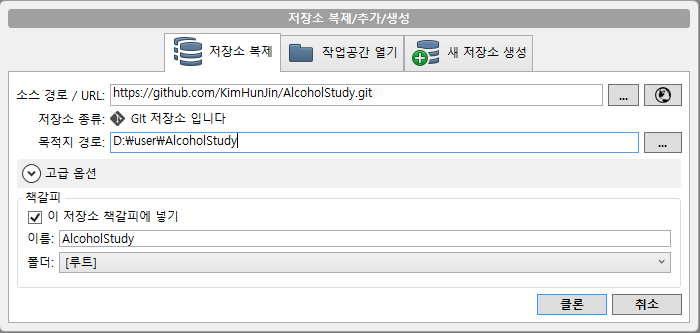 저장소 복제/추가/생성
저장소 복제 작업공간 열기 새 저장소 생성
소스 경로 / URL: https://github.com/KimHunJin/AlcoholStudy.git ...
저장소 종류: Git 저장소 입니다
목적지 경로: D:\user\AlcoholStudy ...
고급 옵션
책갈피
이 저장소 책갈피에 넣기
이름: AlcoholStudy
폴더: [루트]
클론 취소